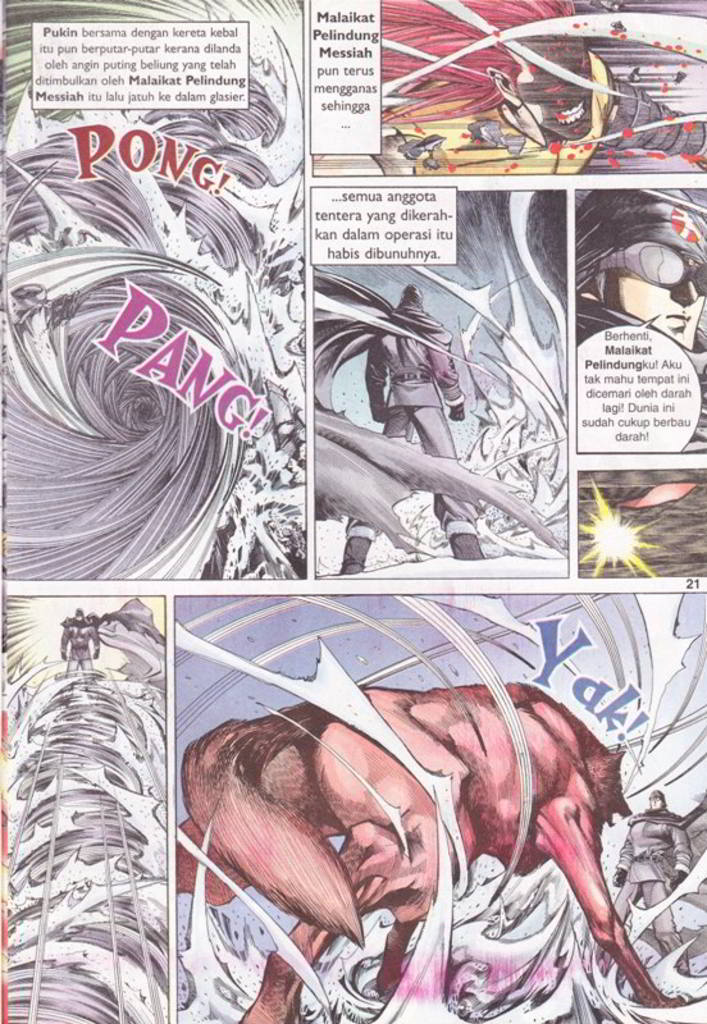 Pukin bersama dengan kereta kebal
itu pun berputar-putar kerana dilanda
oleh angin puting beliung yang telah
ditimbulkan oleh Malaikat Pelindung
Messiah itu lalu jatuh ke dalam glasier.
PONG!
PANG!
Malaikat
Pelindung
Messiah
pun terus
mengganas
sehingga
...
...semua anggota
tentera yang dikerah-
kan dalam operasi itu
habis dibunuhnya.
Berhenti,
Malaikat
Pelindungku! Aku
tak mahu tempat ini
dicemari oleh darah
lagi! Dunia ini
sudah cukup berbau
darah!
21
Yak!